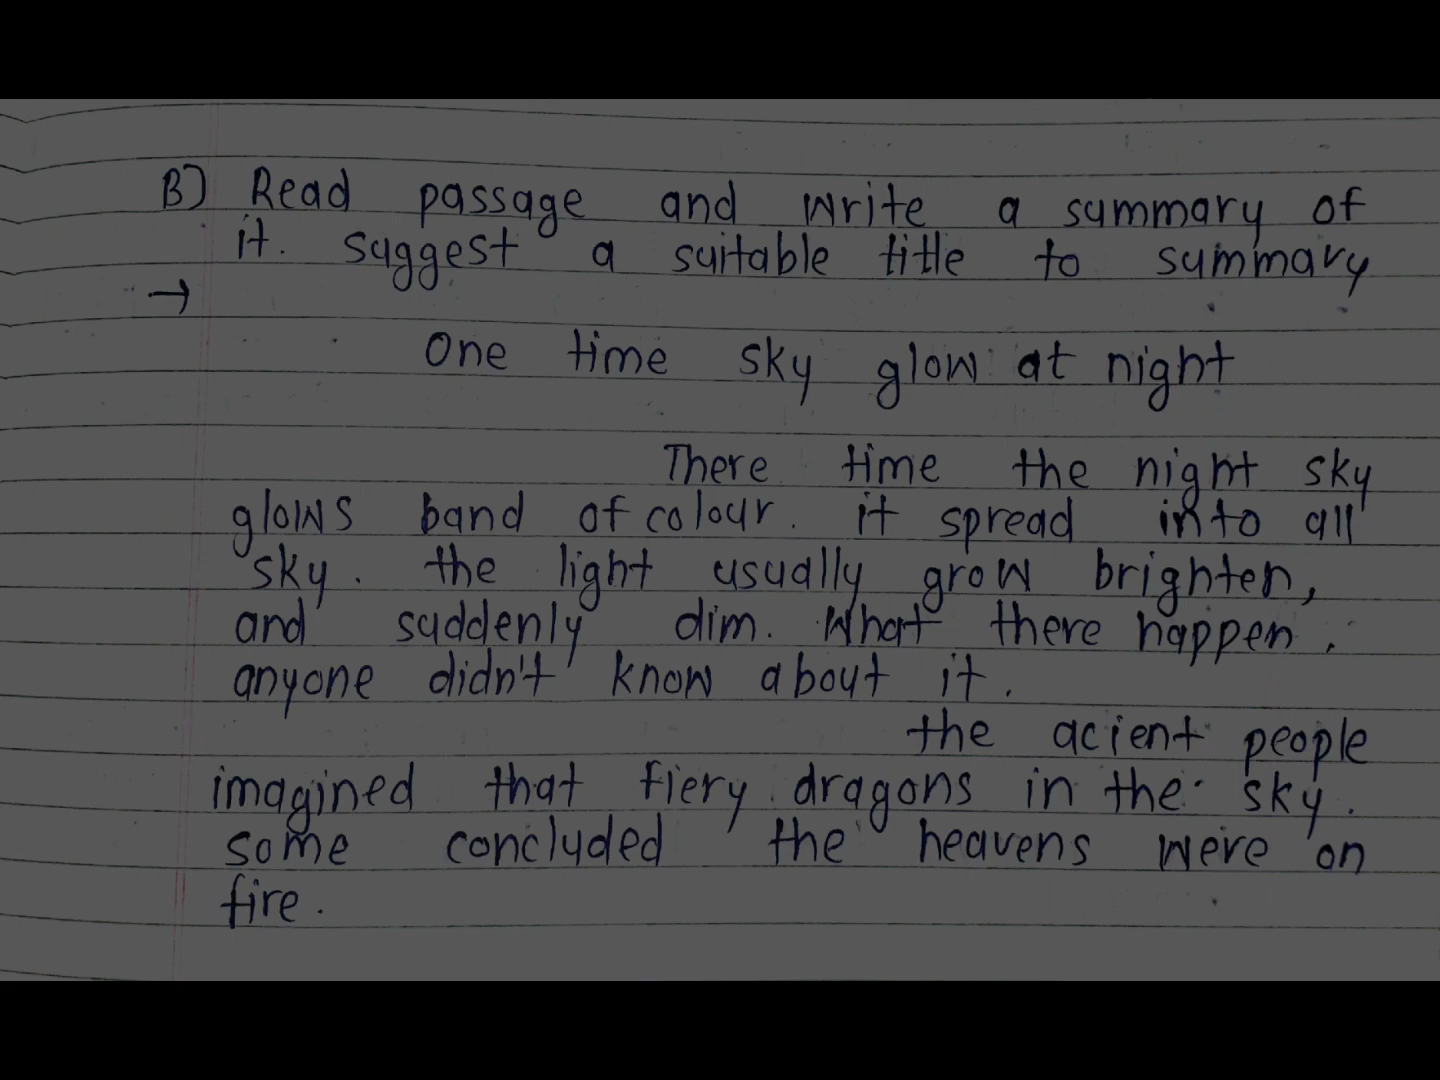 B) Read passage and write a summary of
it. suggest a suitable title to summary
→
One time sky glow at night
There time the night sky
glows band of colour. it spread into all
sky. the light usually grow brighten,
and suddenly dim. What there happen.
anyone didn't know about it.
the acient people
imagined that fiery dragons in the sky.
some concluded the heavens were on
fire.